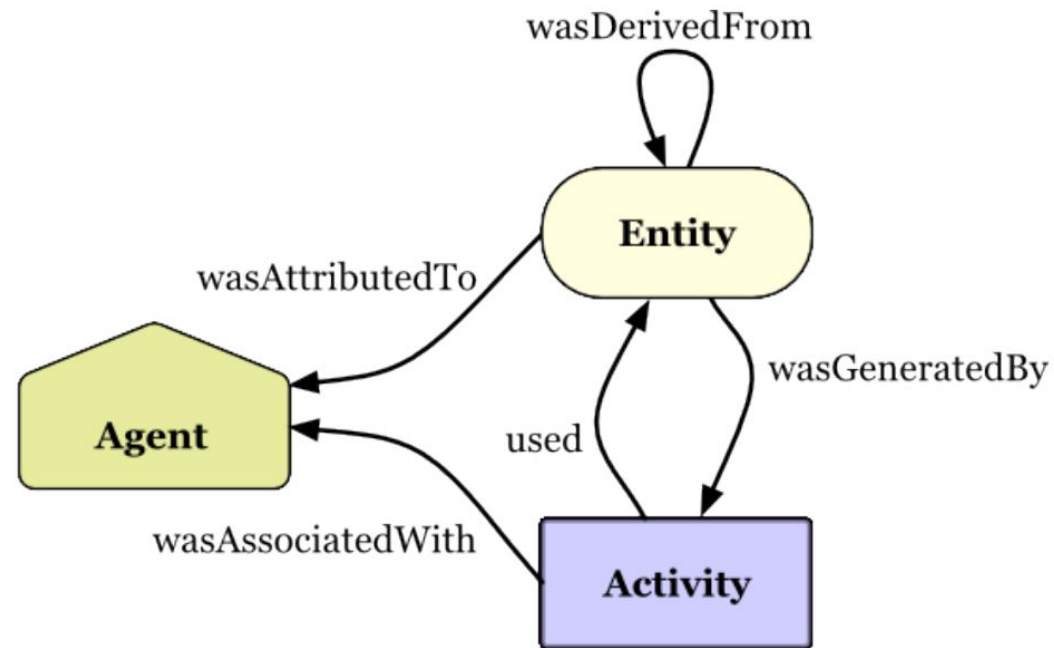 wasDerivedFrom
Entity
wasAttributedTo
wasGeneratedBy
Agent
used
wasAssociatedWith
Activity